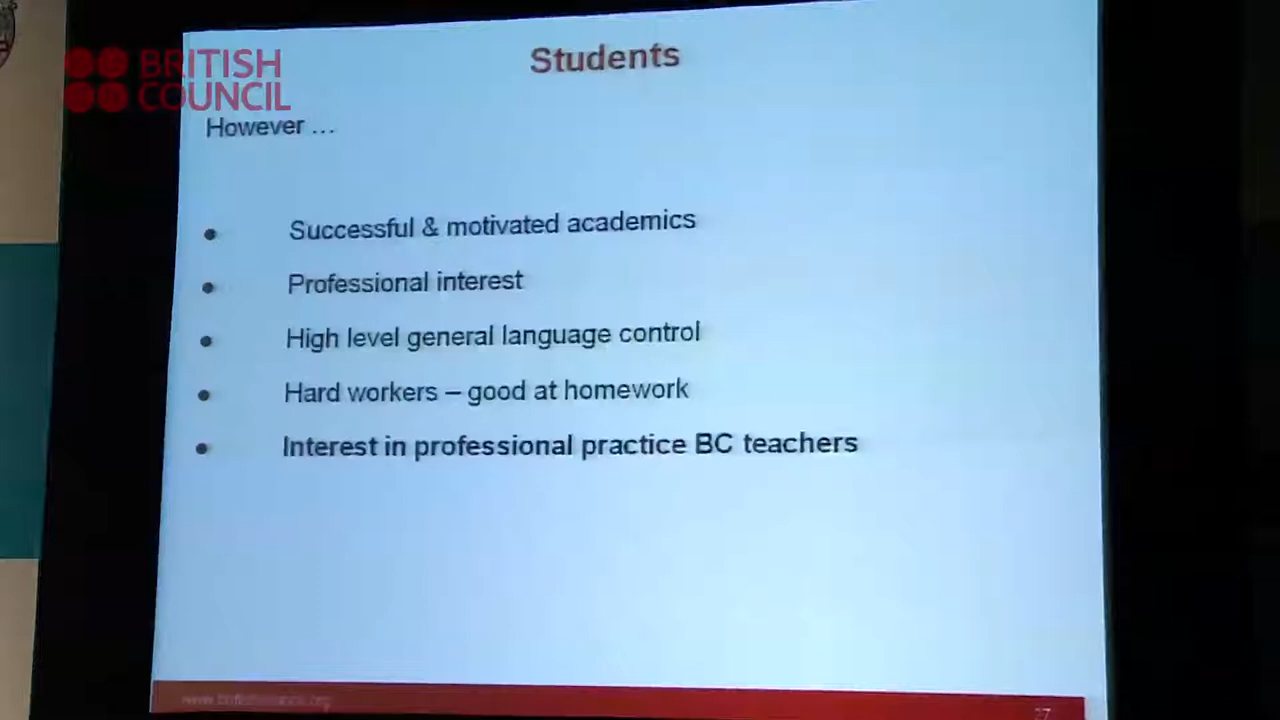 BRITISH
COUNCIL
Students
However ...
Successful & motivated academics
Professional interest
High level general language control
Hard workers – good at homework
Interest in professional practice BC teachers